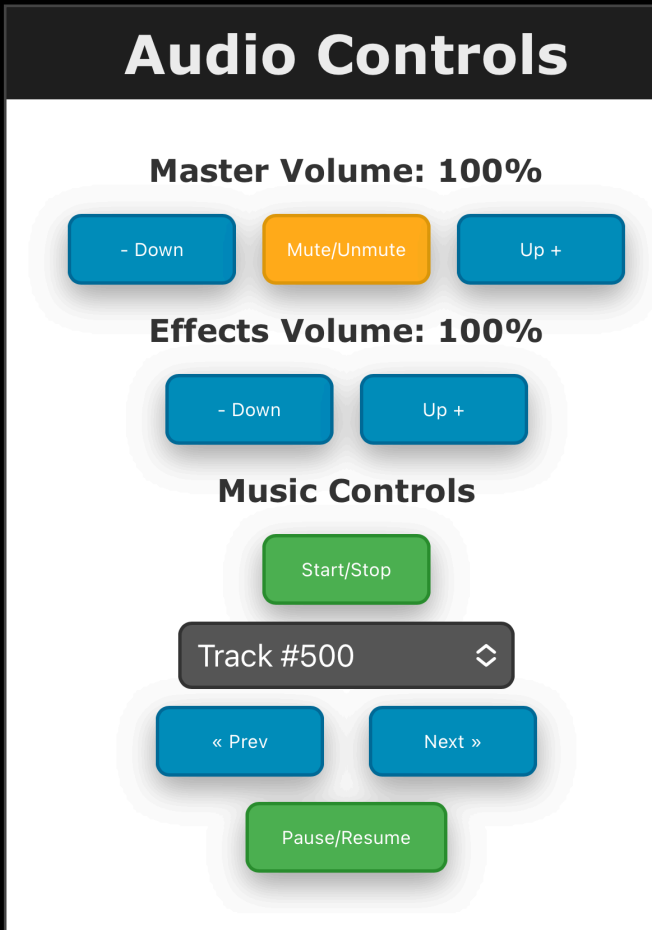 Audio Controls
Master Volume: 100%
- Down Mute/Unmute Up +
Effects Volume: 100%
- Down Up +
Music Controls
Start/Stop
Track #500
« Prev Next »
Pause/Resume